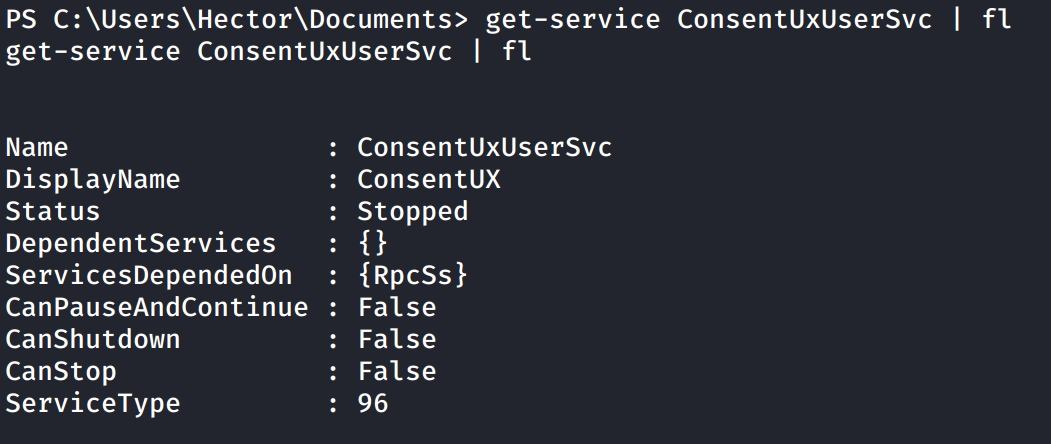 PS C:\Users\Hector\Documents> get-service ConsentUxUserSvc | fl
get-service ConsentUxUserSvc | fl
Name                : ConsentUxUserSvc
DisplayName         : ConsentUX
Status              : Stopped
DependentServices   : {}
ServicesDependedOn  : {RpcSs}
CanPauseAndContinue : False
CanShutdown         : False
CanStop             : False
ServiceType         : 96